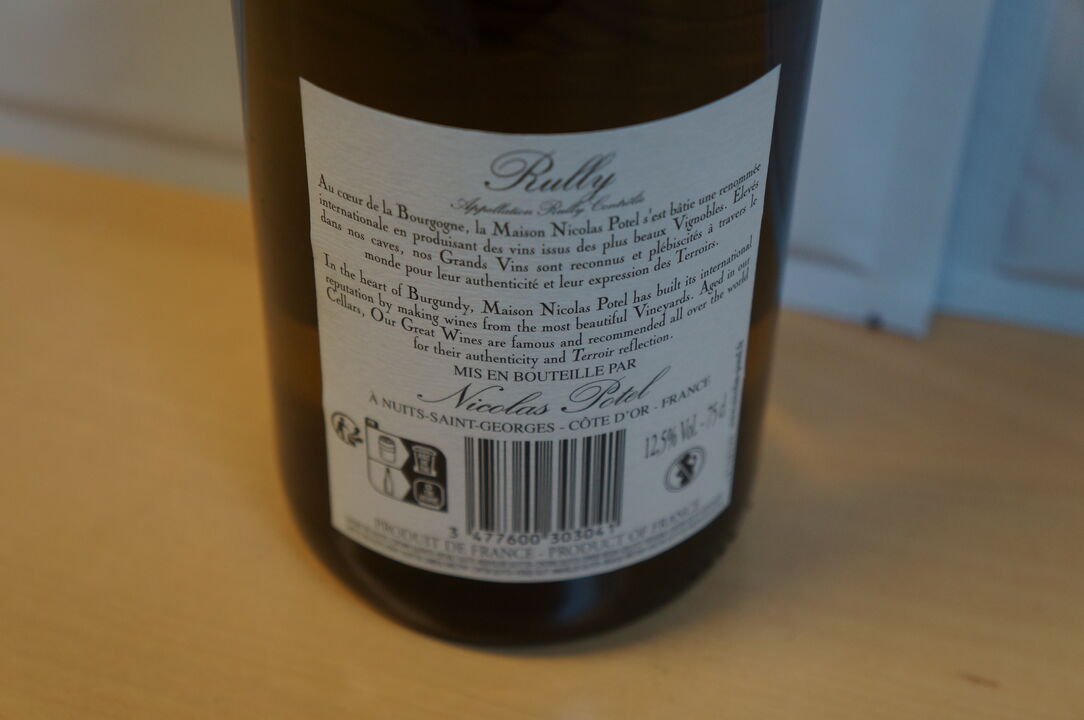 Rully
Appellation Rully Contrôlée
Au cœur de la Bourgogne, la Maison Nicolas Potel s'est bâtie une renommée
internationale en produisant des vins issus des plus beaux Vignobles. Elevés
dans nos caves, nos Grands Vins sont reconnus et plébiscités à travers le
monde pour leur authenticité et leur expression des Terroirs.
In the heart of Burgundy, Maison Nicolas Potel has built its international
reputation by making wines from the most beautiful Vineyards. Aged in our
Cellars, Our Great Wines are famous and recommended all over the world
for their authenticity and Terroir reflection.
MIS EN BOUTEILLE PAR
Nicolas Potel
À NUITS-SAINT-GEORGES - CÔTE D'OR - FRANCE
12,5% Vol. - 75 cl
3 477600 303041
PRODUIT DE FRANCE - PRODUCT OF FRANCE